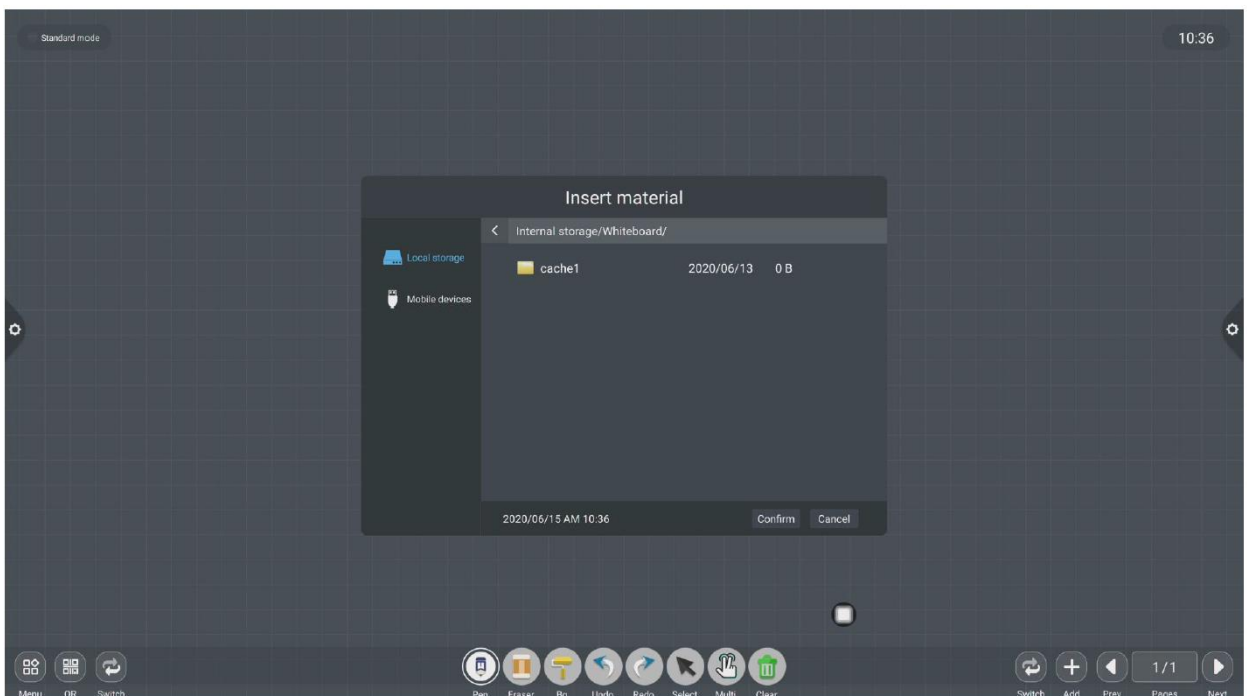 Standard mode
10:36
Insert material
Internal storage/Whiteboard/
Local storage
cache1 2020/06/13 0 B
Mobile devices
2020/06/15 AM 10:36 Confirm Cancel
1/1
Menu QR Switch Pen Eraser Bg Undo Redo Select Multi Clear Switch Add Prev Pages Next